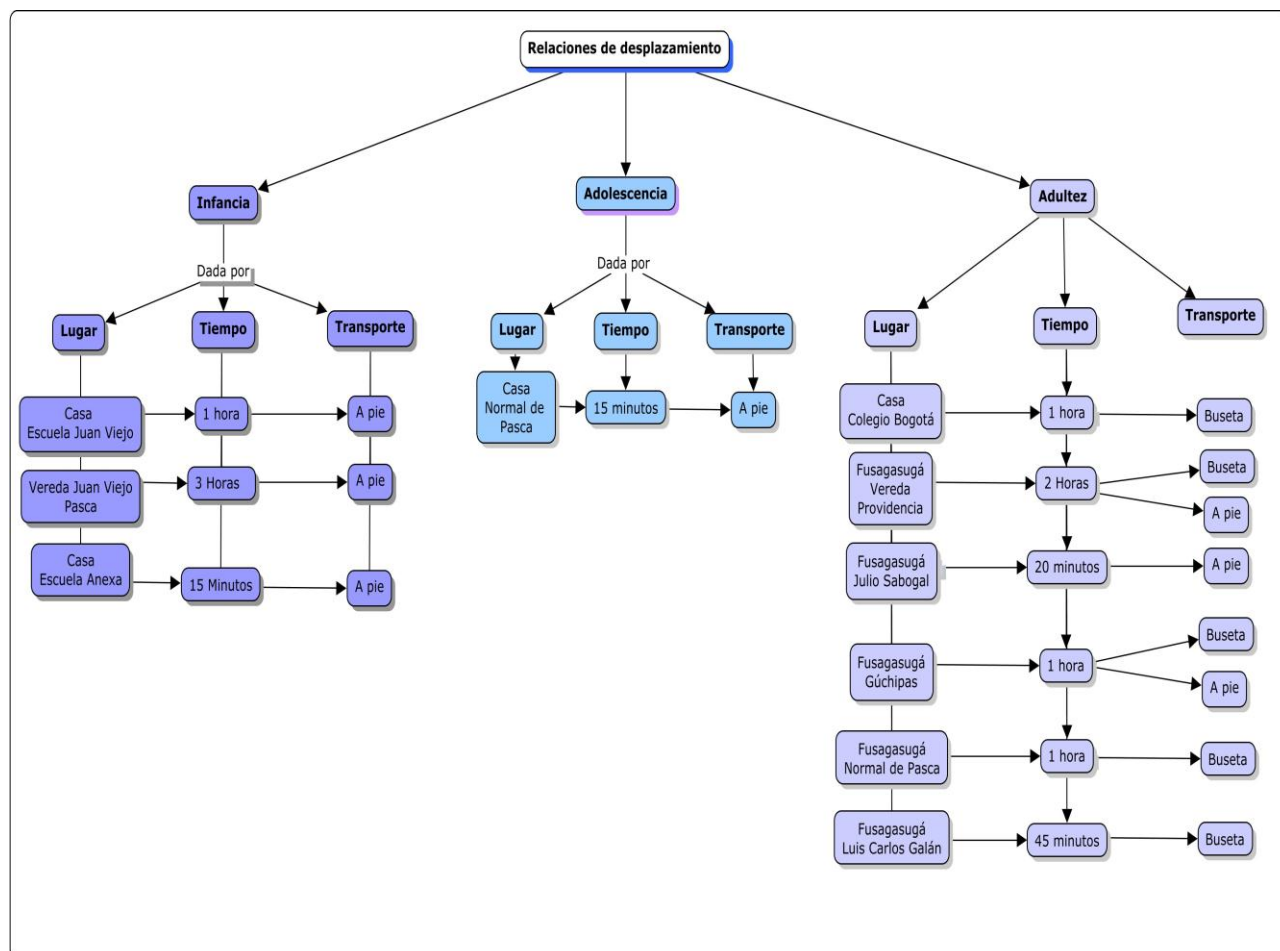 Relaciones de desplazamiento
Infancia
Dada por
Lugar
Tiempo
Transporte
Casa
Escuela Juan Viejo
1 hora
A pie
Vereda Juan Viejo
Pasca
3 Horas
A pie
Casa
Escuela Anexa
15 Minutos
A pie
Adolescencia
Dada por
Lugar
Tiempo
Transporte
Casa
Normal de
Pasca
15 minutos
A pie
Adultez
Lugar
Tiempo
Transporte
Casa
Colegio Bogotá
1 hora
Buseta
Fusagasugá
Vereda
Providencia
2 Horas
Buseta
A pie
Fusagasugá
Julio Sabogal
20 minutos
A pie
Fusagasugá
Gúchipas
1 hora
Buseta
A pie
Fusagasugá
Normal de Pasca
1 hora
Buseta
Fusagasugá
Luis Carlos Galán
45 minutos
Buseta